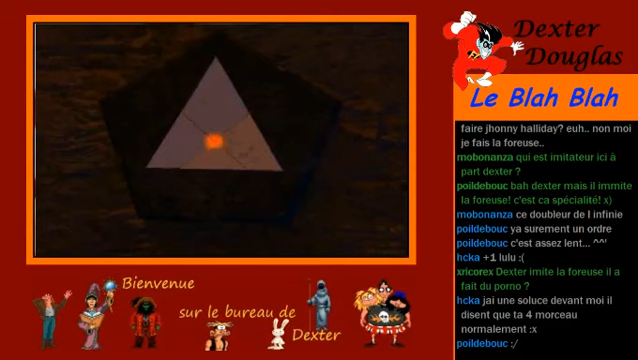 Dexter
Douglas
Le Blah Blah
faire jhonny halliday? euh.. non moi
je fais la foreuse..
mobonanza qui est imitateur ici à
part dexter ?
poildebouc bah dexter mais il immite
la foreuse! c'est ca spécialité! x)
mobonanza ce doubleur de l infinie
poildebouc ya surement un ordre
poildebouc c'est assez lent... ^^'
hcka +1 lulu :(
xricorex Dexter imite la foreuse il a
fait du porno ?
hcka jai une soluce devant moi il
disent que ta 4 morceau
normalement :x
poildebouc :/
Bienvenue
sur le bureau de
Dexter